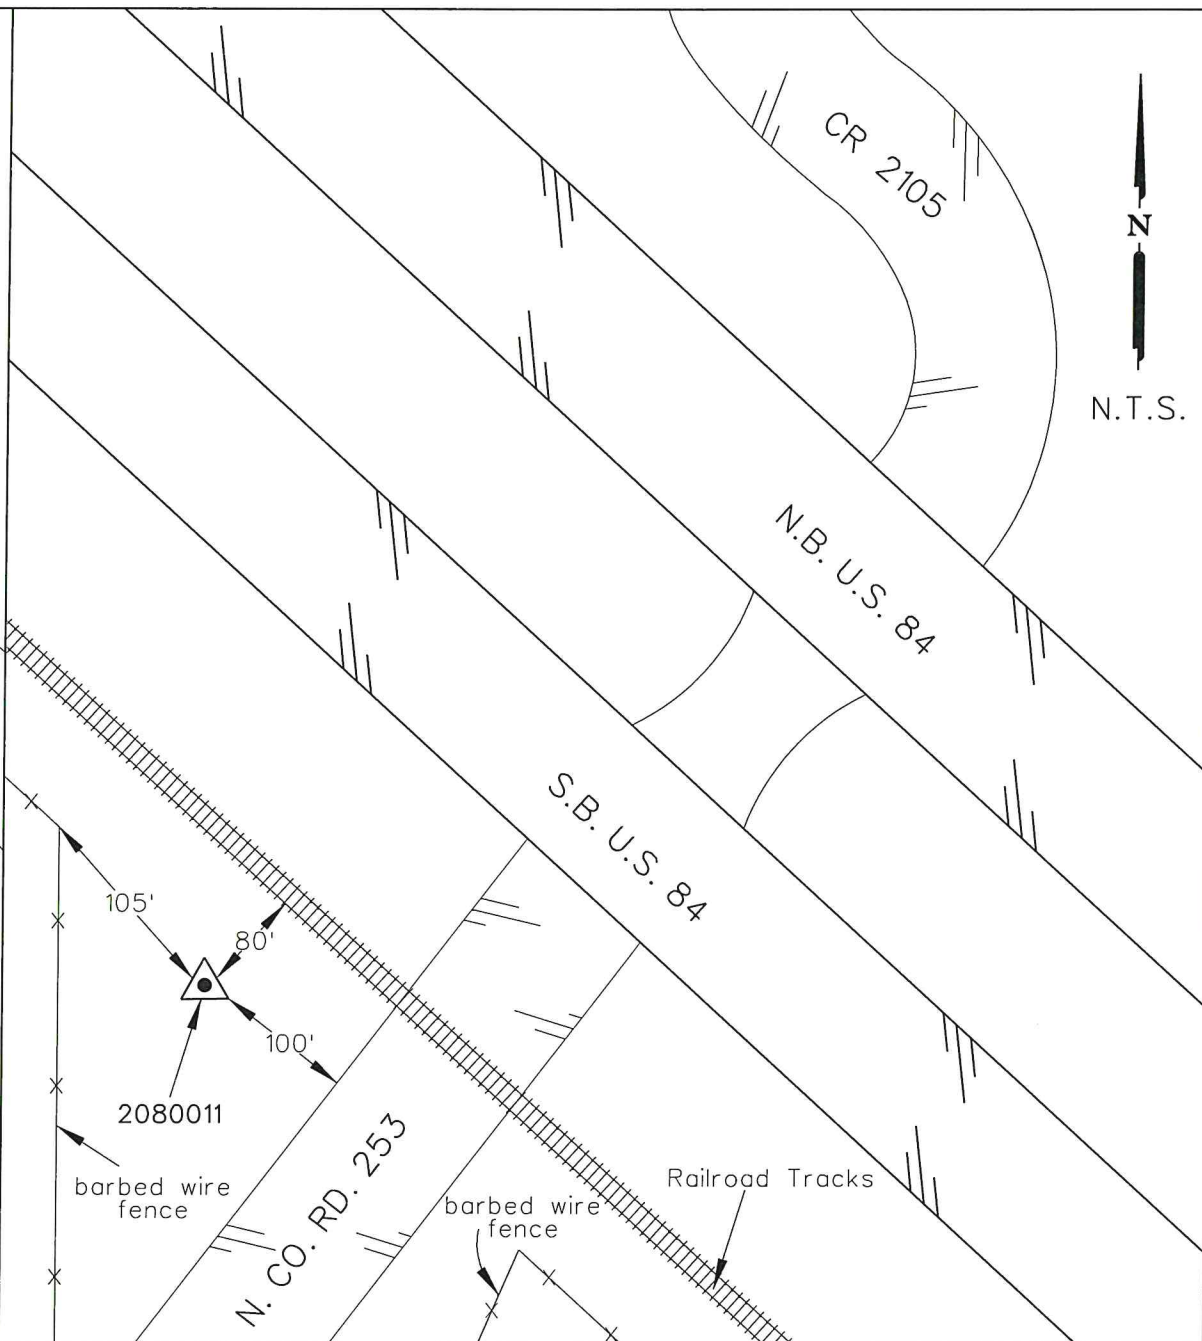 CR 2105
N
N.T.S.
N.B. U.S. 84
S.B. U.S. 84
105'
80'
100'
2080011
barbed wire
fence
N. CO. RD. 253
barbed wire
fence
Railroad Tracks